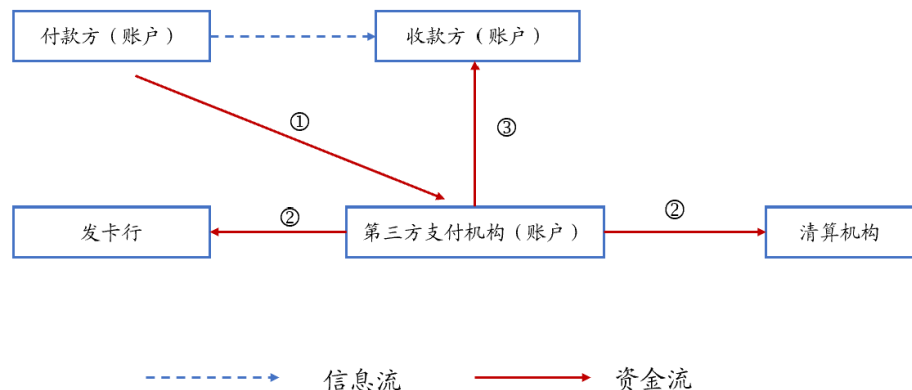 付款方（账户）
收款方（账户）
①
③
发卡行
②
第三方支付机构（账户）
②
清算机构
信息流
资金流